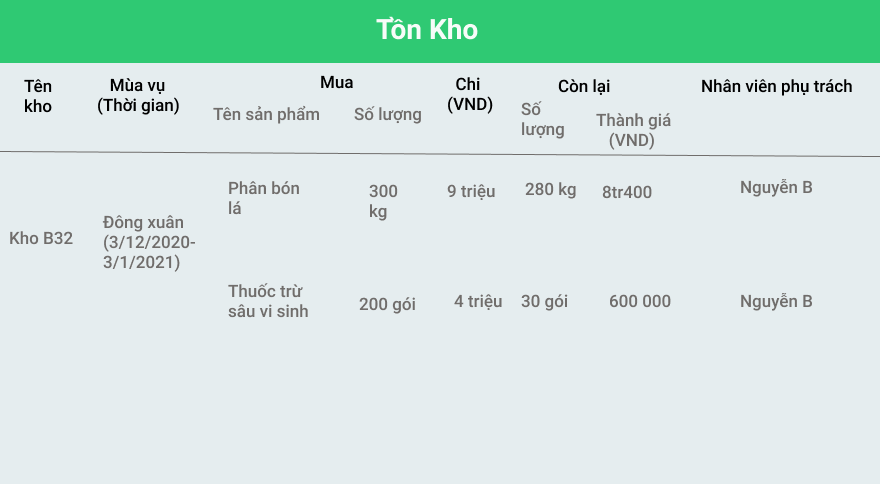 Tồn Kho
Tên
kho
Mùa vụ
(Thời gian)
Mua
Tên sản phẩm
Số lượng
Chi
(VND)
Còn lại
Số
lượng
Thành giá
(VND)
Nhân viên phụ trách
Kho B32
Đông xuân
(3/12/2020-
3/1/2021)
Phân bón
lá
300
kg
9 triệu
280 kg
8tr400
Nguyễn B
Thuốc trừ
sâu vi sinh
200 gói
4 triệu
30 gói
600 000
Nguyễn B